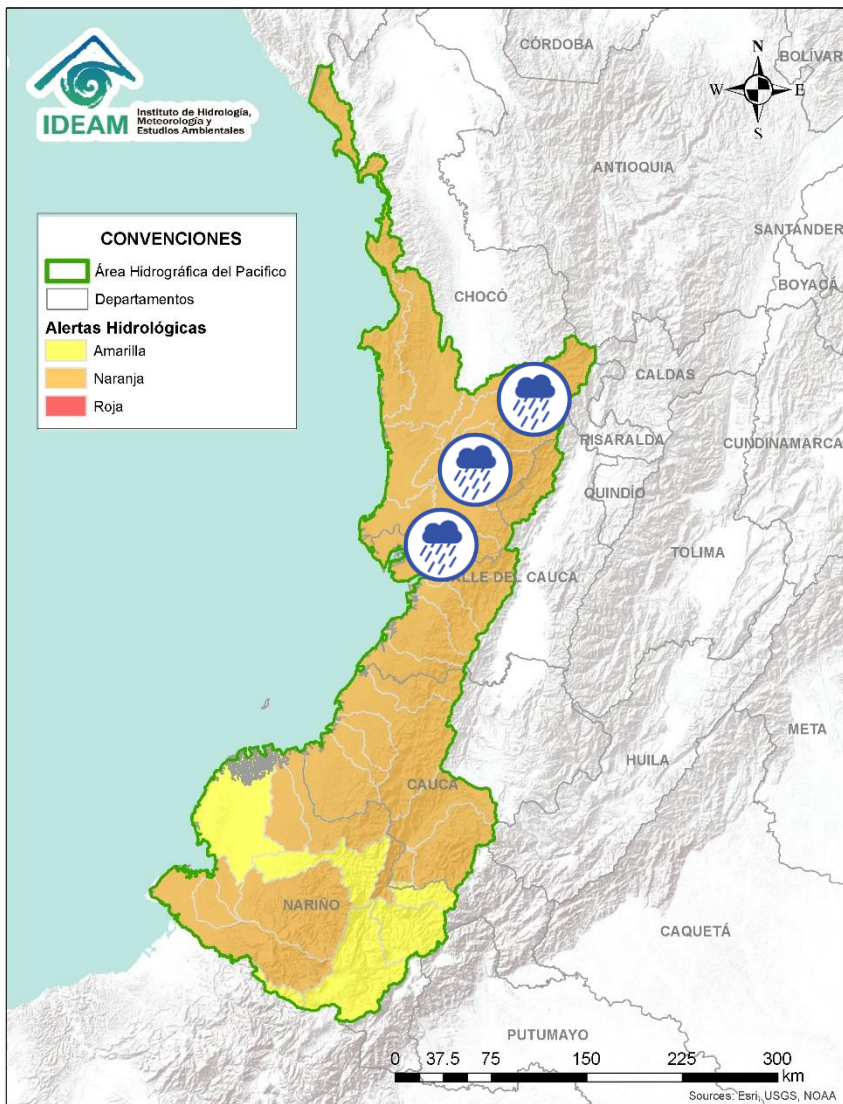 IDEAM
Instituto de Hidrología,
Meteorología y
Estudios Ambientales
N
W
E
S
CÓRDOBA
BOLÍVAR
ANTIOQUIA
SANTANDER
BOYACÁ
CHOCÓ
CALDAS
RISARALDA
CUNDINAMARCA
QUINDÍO
TOLIMA
ALLE DEL CAUCA
META
HUILA
CAUCA
NARIÑO
CAQUETÁ
PUTUMAYO
CONVENCIONES
Área Hidrográfica del Pacifico
Departamentos
Alertas Hidrológicas
Amarilla
Naranja
Roja
0 37.5 75 150 225 300
km
Sources: Esri, USGS, NOAA